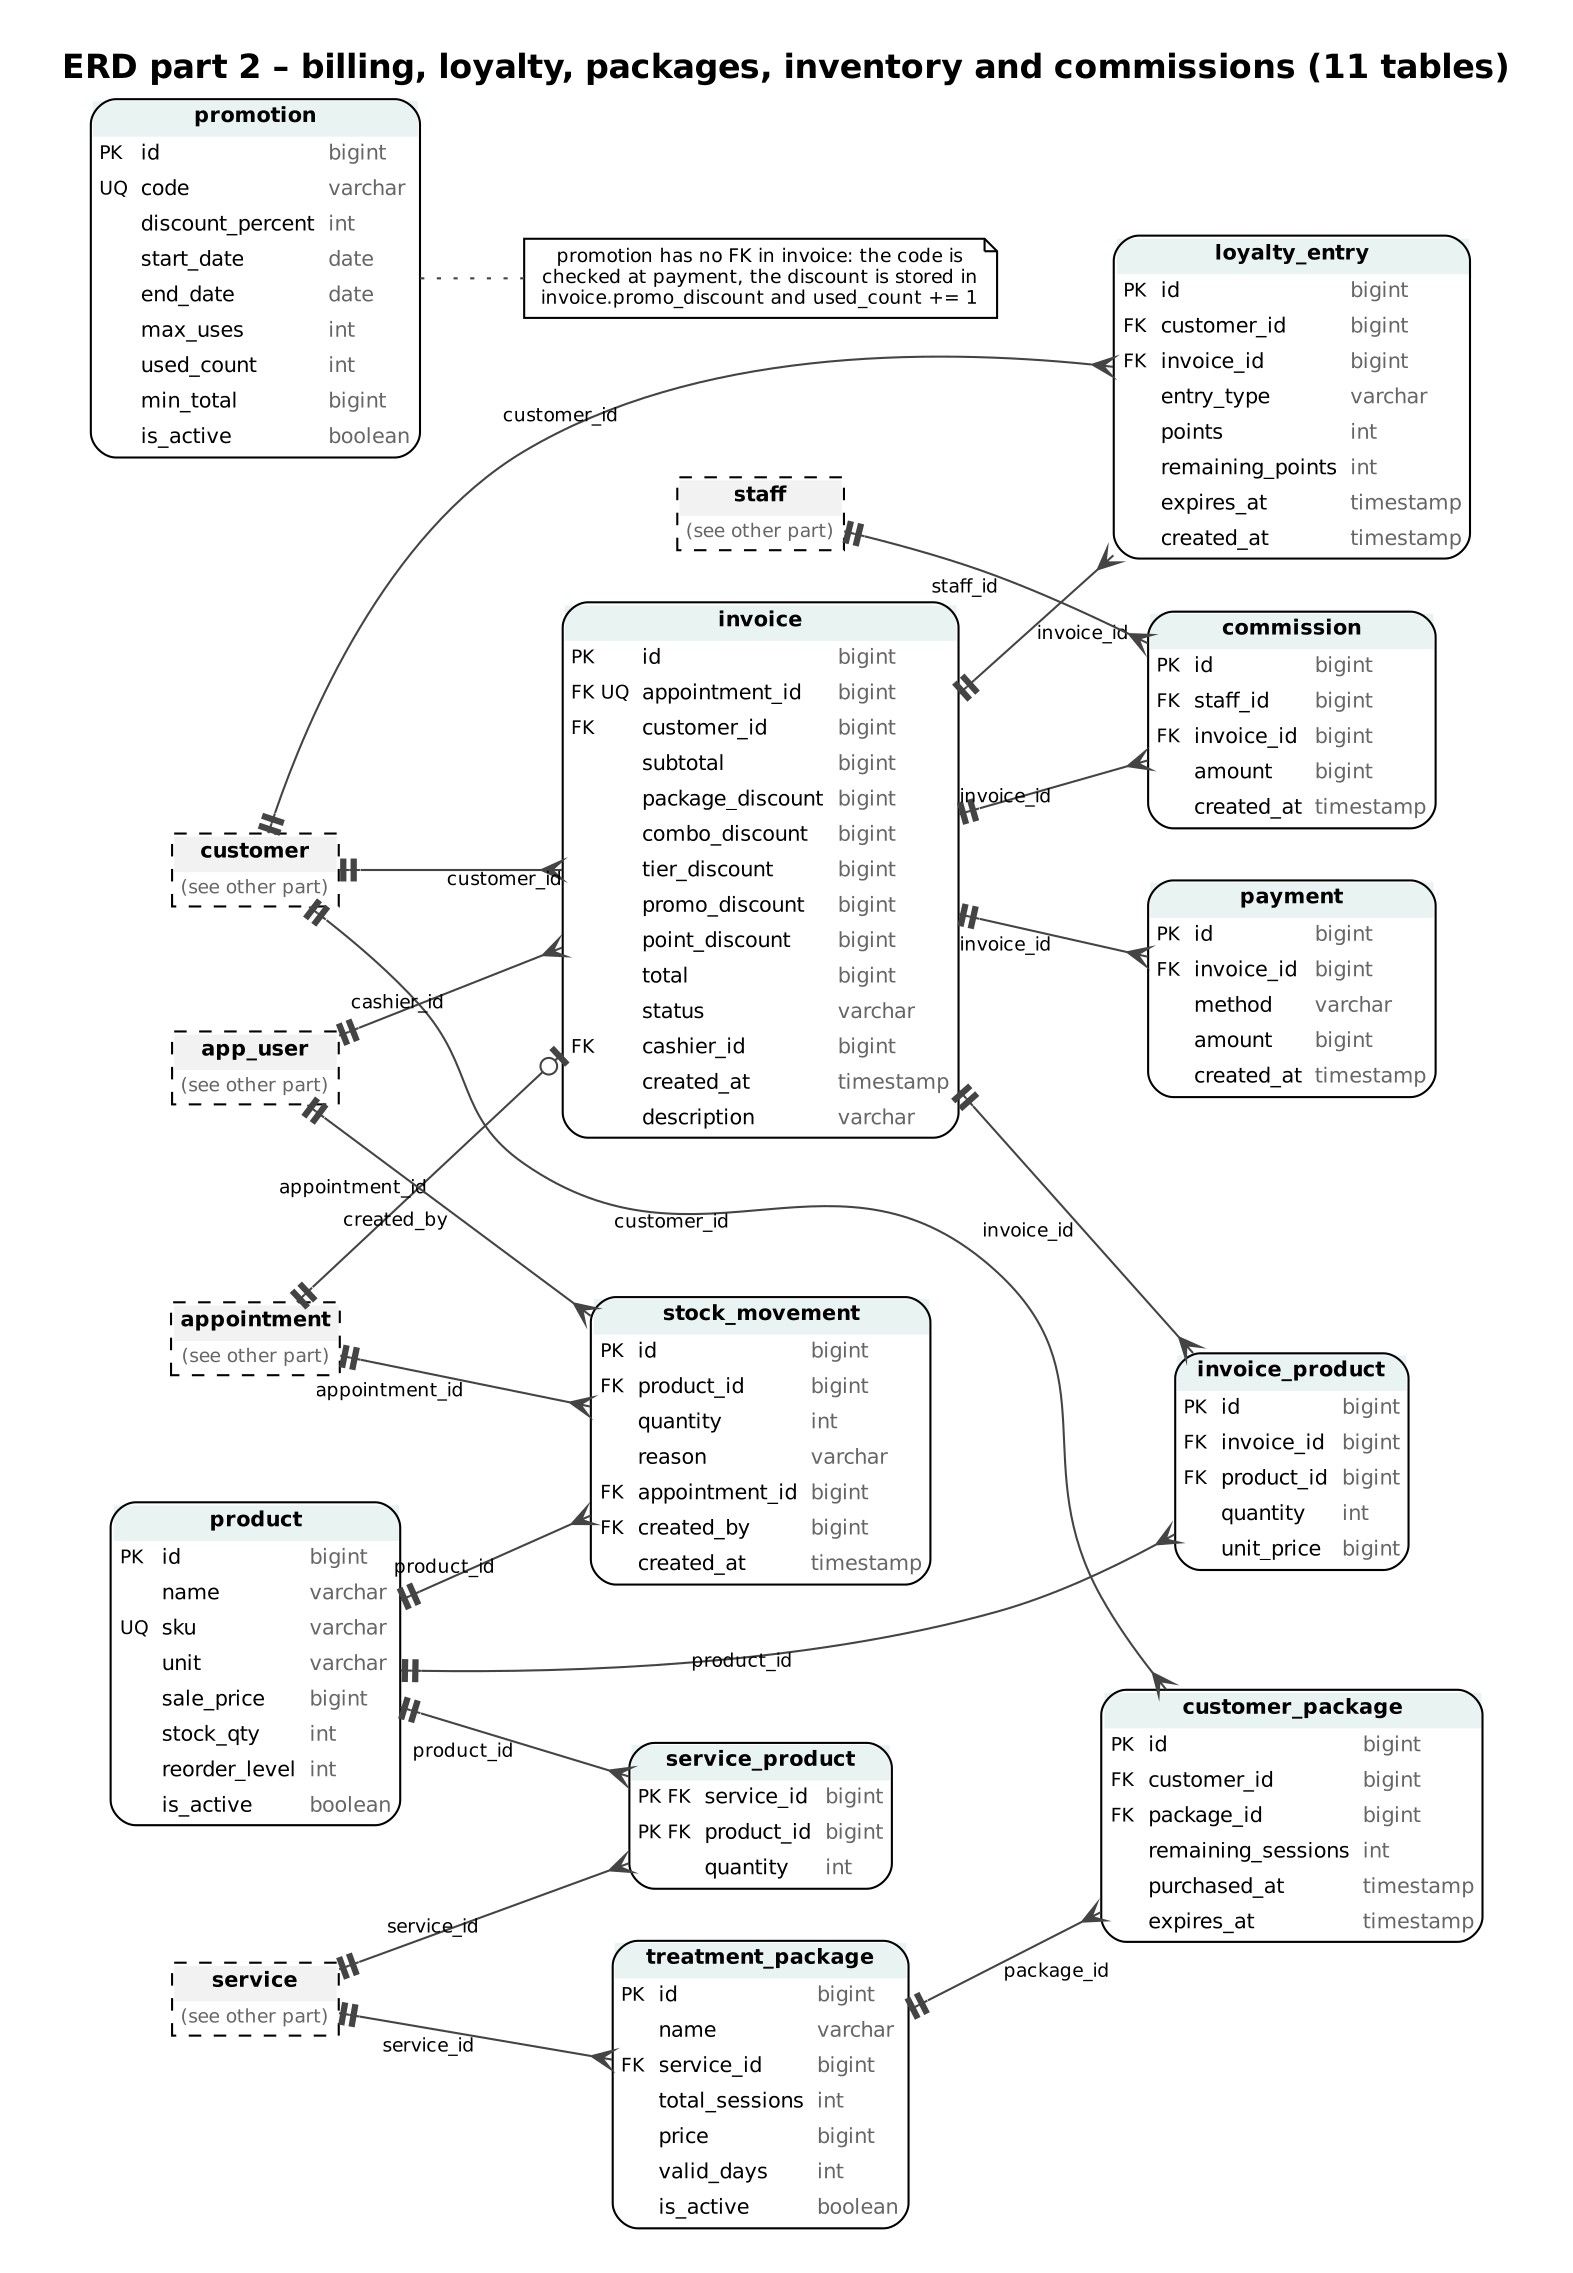 ERD part 2 – billing, loyalty, packages, inventory and commissions (11 tables)
promotion
PK id bigint
UQ code varchar
discount_percent int
start_date date
end_date date
max_uses int
used_count int
min_total bigint
is_active boolean
promotion has no FK in invoice: the code is
checked at payment, the discount is stored in
invoice.promo_discount and used_count += 1
loyalty_entry
PK id bigint
FK customer_id bigint
FK invoice_id bigint
entry_type varchar
points int
remaining_points int
expires_at timestamp
created_at timestamp
customer_id
staff
(see other part)
staff_id
invoice_id
invoice
PK id bigint
FK UQ appointment_id bigint
FK customer_id bigint
subtotal bigint
package_discount bigint
combo_discount bigint
tier_discount bigint
promo_discount bigint
point_discount bigint
total bigint
status varchar
FK cashier_id bigint
created_at timestamp
description varchar
commission
PK id bigint
FK staff_id bigint
FK invoice_id bigint
amount bigint
created_at timestamp
invoice_id
customer
(see other part)
customer_id
payment
PK id bigint
FK invoice_id bigint
method varchar
amount bigint
created_at timestamp
invoice_id
cashier_id
app_user
(see other part)
appointment_id
created_by
customer_id
invoice_id
appointment
(see other part)
appointment_id
stock_movement
PK id bigint
FK product_id bigint
quantity int
reason varchar
FK appointment_id bigint
FK created_by bigint
created_at timestamp
invoice_product
PK id bigint
FK invoice_id bigint
FK product_id bigint
quantity int
unit_price bigint
product
PK id bigint
name varchar
UQ sku varchar
unit varchar
sale_price bigint
stock_qty int
reorder_level int
is_active boolean
product_id
product_id
product_id
service_product
PK FK service_id bigint
PK FK product_id bigint
quantity int
customer_package
PK id bigint
FK customer_id bigint
FK package_id bigint
remaining_sessions int
purchased_at timestamp
expires_at timestamp
service_id
service
(see other part)
service_id
treatment_package
PK id bigint
name varchar
FK service_id bigint
total_sessions int
price bigint
valid_days int
is_active boolean
package_id